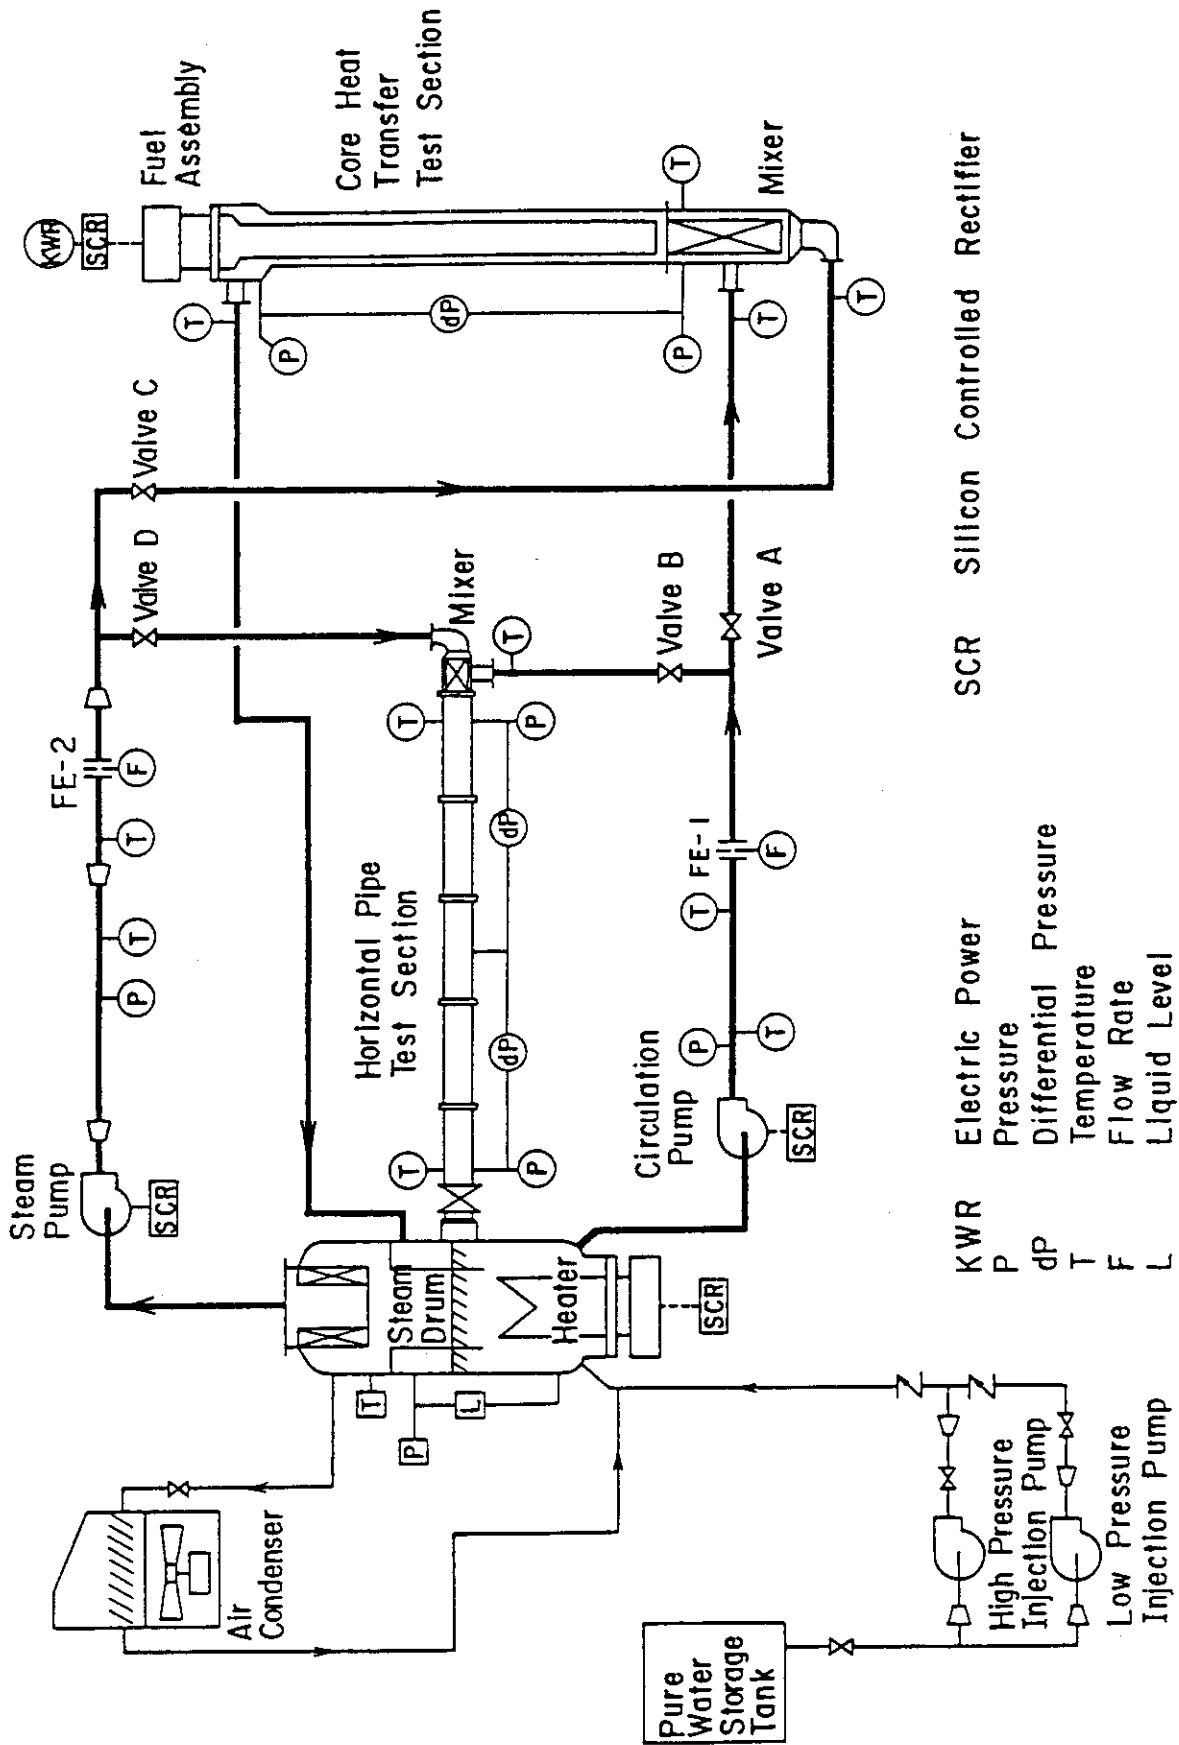 KWR
SCR
Fuel
Assembly
Core Heat
Transfer
Test Section
T
P
dP
T
P
T
T
Mixer
Valve C
Valve D
FE-2
F
T
T
P
Steam
Pump
SCR
Mixer
T
T
P
dP
dP
T
P
Horizontal Pipe
Test Section
Valve B
Valve A
FE-1
F
T
P
T
Circulation
Pump
SCR
Steam
Drum
Heater
SCR
T
P
L
Air
Condenser
Pure
Water
Storage
Tank
High Pressure
Injection Pump
Low Pressure
Injection Pump
KWR Electric Power
P Pressure
dP Differential Pressure
T Temperature
F Flow Rate
L Liquid Level
SCR Silicon Controlled Rectifier